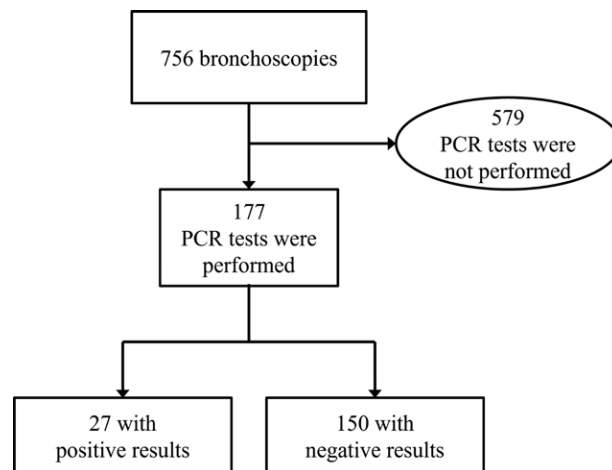 756 bronchoscopies
579
PCR tests were
not performed
177
PCR tests were
performed
27 with
positive results
150 with
negative results